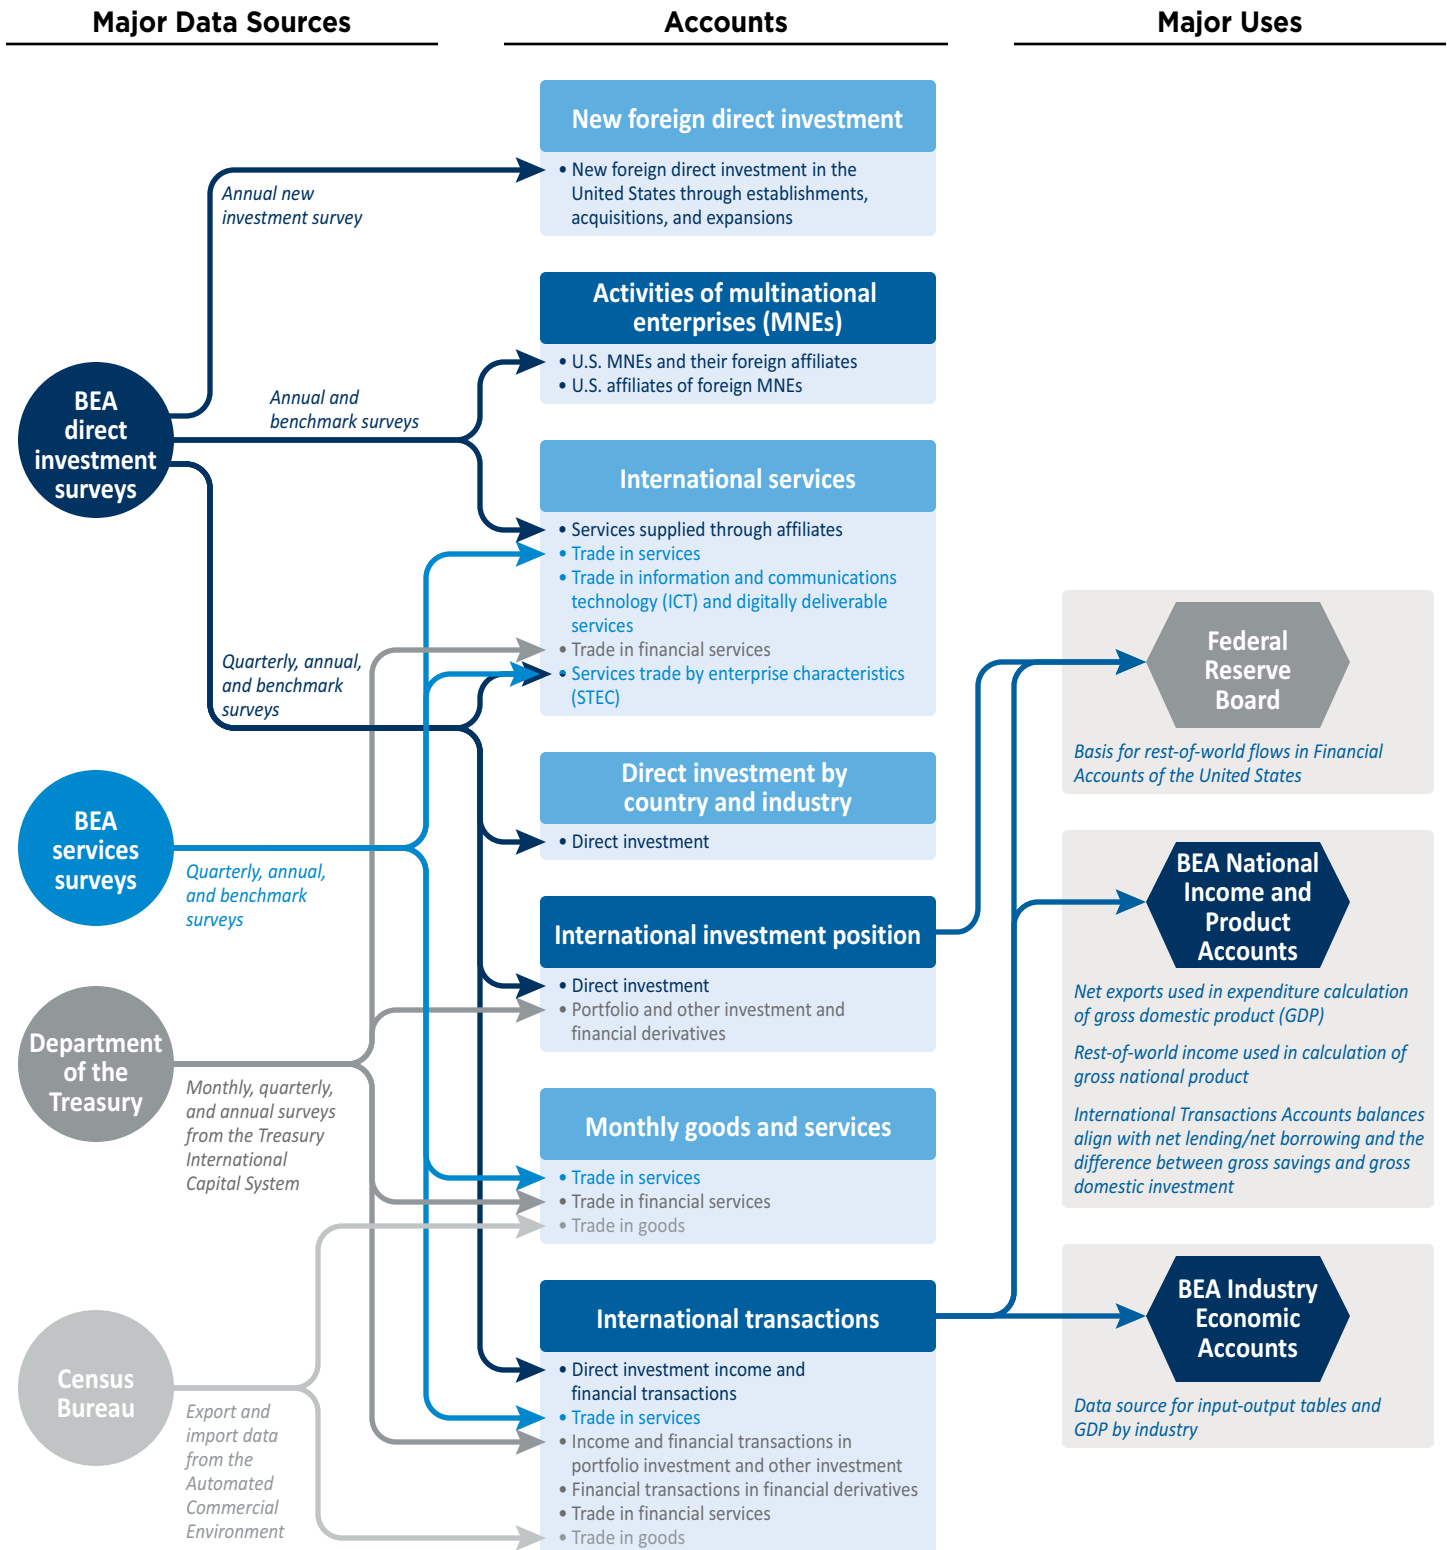 Major Data Sources
Accounts
Major Uses
New foreign direct investment
• New foreign direct investment in the
United States through establishments,
acquisitions, and expansions
Annual new
investment survey
Activities of multinational
enterprises (MNEs)
• U.S. MNEs and their foreign affiliates
• U.S. affiliates of foreign MNEs
BEA
direct
investment
surveys
Annual and
benchmark surveys
International services
• Services supplied through affiliates
• Trade in services
• Trade in information and communications
technology (ICT) and digitally deliverable
services
• Trade in financial services
• Services trade by enterprise characteristics
(STEC)
Quarterly, annual,
and benchmark
surveys
Federal
Reserve
Board
Basis for rest-of-world flows in Financial
Accounts of the United States
Direct investment by
country and industry
• Direct investment
BEA
services
surveys
Quarterly, annual,
and benchmark
surveys
BEA National
Income and
Product
Accounts
Net exports used in expenditure calculation
of gross domestic product (GDP)
Rest-of-world income used in calculation of
gross national product
International Transactions Accounts balances
align with net lending/net borrowing and the
difference between gross savings and gross
domestic investment
International investment position
• Direct investment
• Portfolio and other investment and
financial derivatives
Department
of the
Treasury
Monthly, quarterly,
and annual surveys
from the Treasury
International
Capital System
Monthly goods and services
• Trade in services
• Trade in financial services
• Trade in goods
BEA Industry
Economic
Accounts
Data source for input-output tables and
GDP by industry
International transactions
• Direct investment income and
financial transactions
• Trade in services
• Income and financial transactions in
portfolio investment and other investment
• Financial transactions in financial derivatives
• Trade in financial services
• Trade in goods
Census
Bureau
Export and
import data
from the
Automated
Commercial
Environment